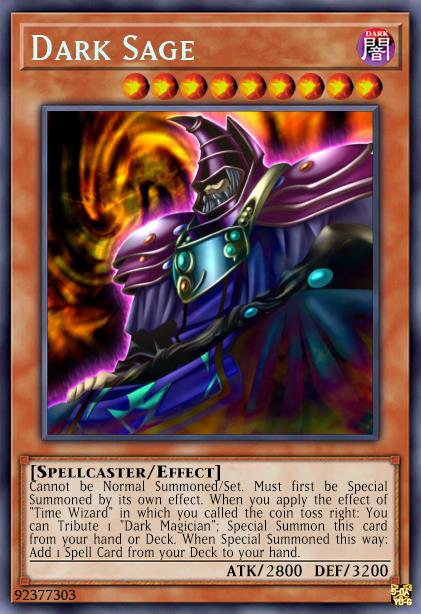 Dark Sage
DARK
闇
[Spellcaster/Effect]
Cannot be Normal Summoned/Set. Must first be Special
Summoned by its own effect. When you apply the effect of
"Time Wizard" in which you called the coin toss right: You
can Tribute 1 "Dark Magician"; Special Summon this card
from your hand or Deck. When Special Summoned this way:
Add 1 Spell Card from your Deck to your hand.
ATK/2800 DEF/3200
92377303